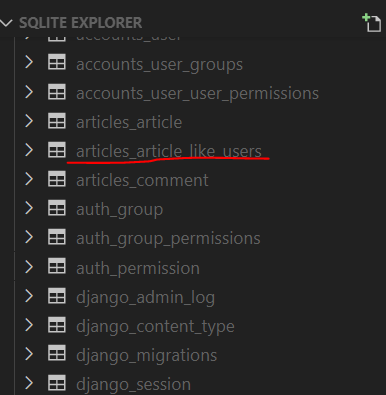 SQLITE EXPLORER
accounts_user
accounts_user_groups
accounts_user_user_permissions
articles_article
articles_article_like_users
articles_comment
auth_group
auth_group_permissions
auth_permission
django_admin_log
django_content_type
django_migrations
django_session